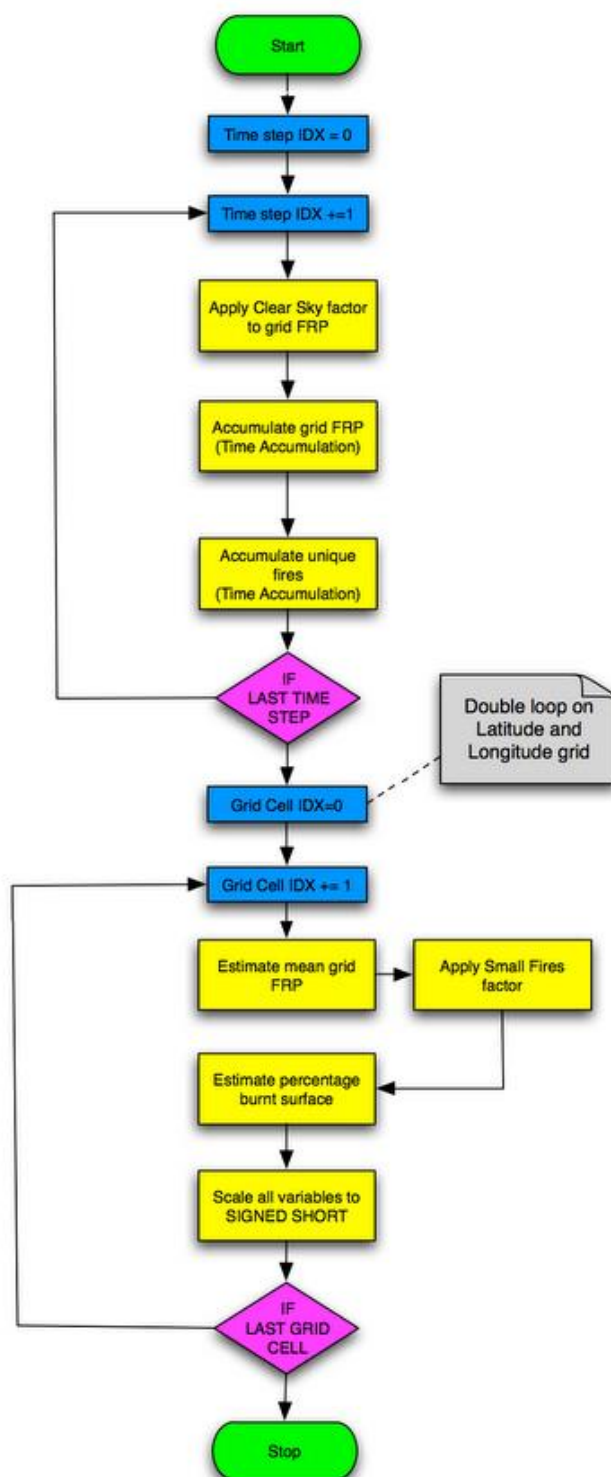 Start
Time step IDX = 0
Time step IDX +=1
Apply Clear Sky factor
to grid FRP
Accumulate grid FRP
(Time Accumulation)
Accumulate unique
fires
(Time Accumulation)
IF
LAST TIME
STEP
Double loop on
Latitude and
Longitude grid
Grid Cell IDX=0
Grid Cell IDX += 1
Estimate mean grid
FRP
Apply Small Fires
factor
Estimate percentage
burnt surface
Scale all variables to
SIGNED SHORT
IF
LAST GRID
CELL
Stop